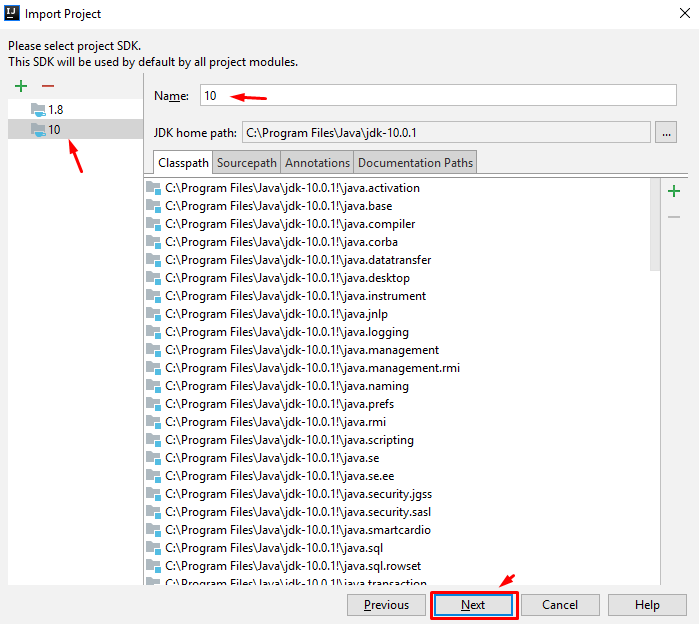 IJ Import Project
Please select project SDK.
This SDK will be used by default by all project modules.
1.8
10
Name: 10
JDK home path: C:\Program Files\Java\jdk-10.0.1 ...
Classpath Sourcepath Annotations Documentation Paths
C:\Program Files\Java\jdk-10.0.1!\java.activation
C:\Program Files\Java\jdk-10.0.1!\java.base
C:\Program Files\Java\jdk-10.0.1!\java.compiler
C:\Program Files\Java\jdk-10.0.1!\java.corba
C:\Program Files\Java\jdk-10.0.1!\java.datatransfer
C:\Program Files\Java\jdk-10.0.1!\java.desktop
C:\Program Files\Java\jdk-10.0.1!\java.instrument
C:\Program Files\Java\jdk-10.0.1!\java.jnlp
C:\Program Files\Java\jdk-10.0.1!\java.logging
C:\Program Files\Java\jdk-10.0.1!\java.management
C:\Program Files\Java\jdk-10.0.1!\java.management.rmi
C:\Program Files\Java\jdk-10.0.1!\java.naming
C:\Program Files\Java\jdk-10.0.1!\java.prefs
C:\Program Files\Java\jdk-10.0.1!\java.rmi
C:\Program Files\Java\jdk-10.0.1!\java.scripting
C:\Program Files\Java\jdk-10.0.1!\java.se
C:\Program Files\Java\jdk-10.0.1!\java.se.ee
C:\Program Files\Java\jdk-10.0.1!\java.security.jgss
C:\Program Files\Java\jdk-10.0.1!\java.security.sasl
C:\Program Files\Java\jdk-10.0.1!\java.smartcardio
C:\Program Files\Java\jdk-10.0.1!\java.sql
C:\Program Files\Java\jdk-10.0.1!\java.sql.rowset
C:\Program Files\Java\jdk-10.0.1!\java.transaction
Previous Next Cancel Help